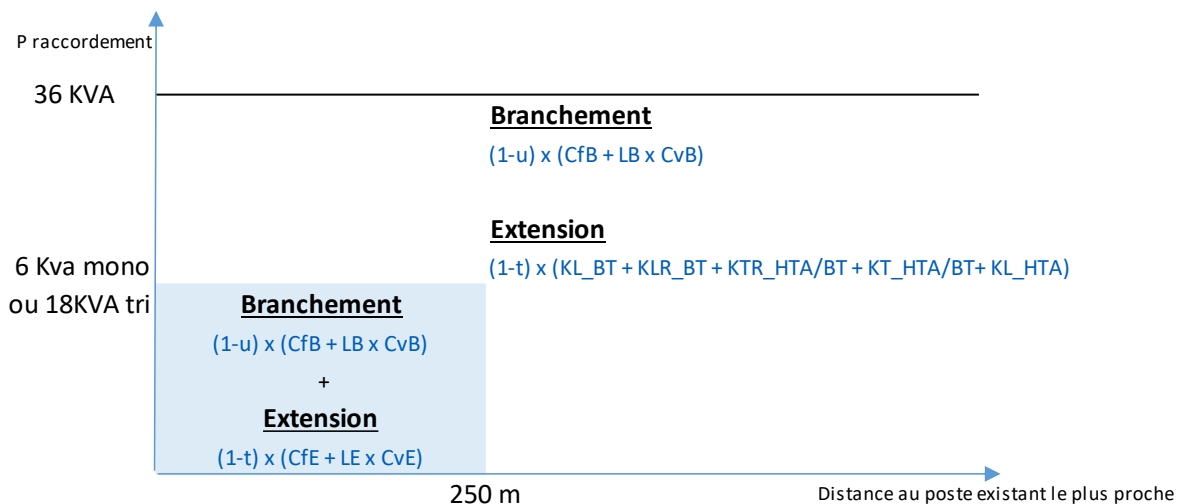 P raccordement
36 KVA
Branchement
(1-u) x (CfB + LB x CvB)
Extension
(1-t) x (KL_BT + KLR_BT + KTR_HTA/BT + KT_HTA/BT+ KL_HTA)
6 Kva mono
ou 18KVA tri
Branchement
(1-u) x (CfB + LB x CvB)
+
Extension
(1-t) x (CfE + LE x CvE)
250 m
Distance au poste existant le plus proche